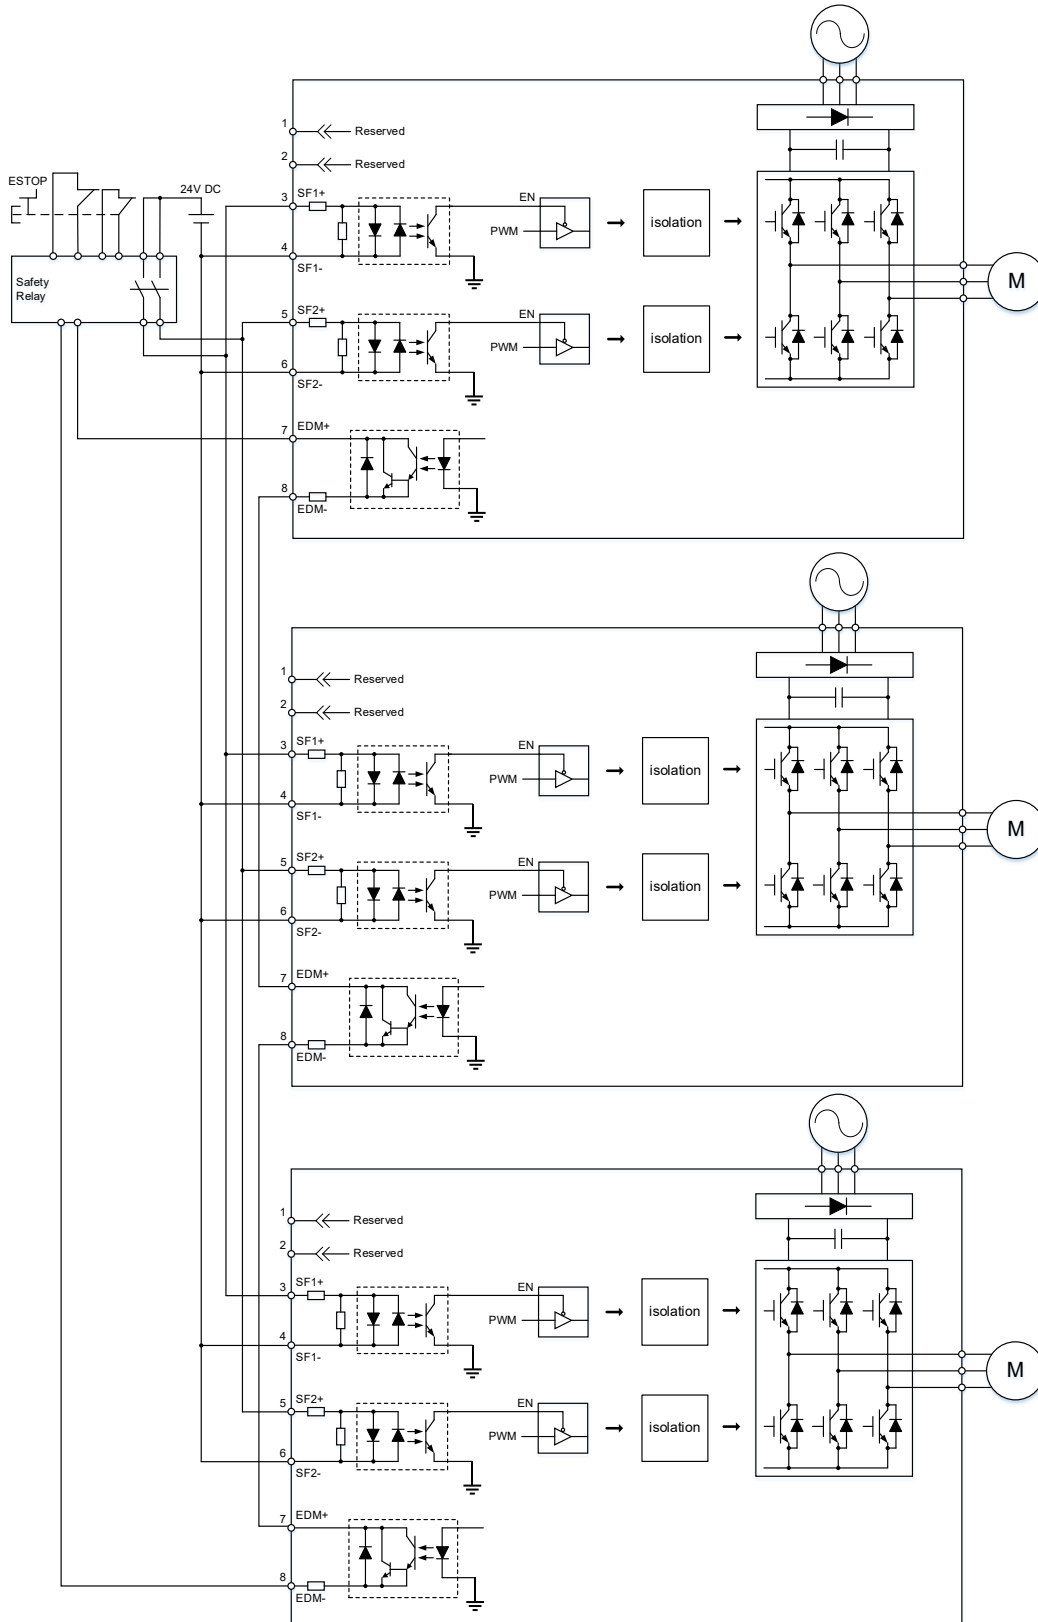 ESTOP
24V DC
Safety
Relay
1
Reserved
2
Reserved
3
SF1+
EN
PWM
isolation
4
SF1-
M
5
SF2+
EN
PWM
isolation
6
SF2-
7
EDM+
8
EDM-
1
Reserved
2
Reserved
3
SF1+
EN
PWM
isolation
4
SF1-
M
5
SF2+
EN
PWM
isolation
6
SF2-
7
EDM+
8
EDM-
1
Reserved
2
Reserved
3
SF1+
EN
PWM
isolation
4
SF1-
M
5
SF2+
EN
PWM
isolation
6
SF2-
7
EDM+
8
EDM-